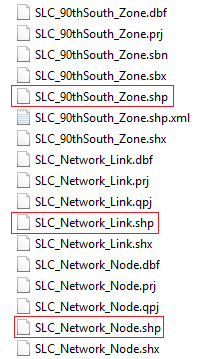 SLC_90thSouth_Zone.dbf
SLC_90thSouth_Zone.prj
SLC_90thSouth_Zone.sbn
SLC_90thSouth_Zone.sbx
SLC_90thSouth_Zone.shp
SLC_90thSouth_Zone.shp.xml
SLC_90thSouth_Zone.shx
SLC_Network_Link.dbf
SLC_Network_Link.prj
SLC_Network_Link.qpj
SLC_Network_Link.shp
SLC_Network_Link.shx
SLC_Network_Node.dbf
SLC_Network_Node.prj
SLC_Network_Node.qpj
SLC_Network_Node.shp
SLC_Network_Node.shx